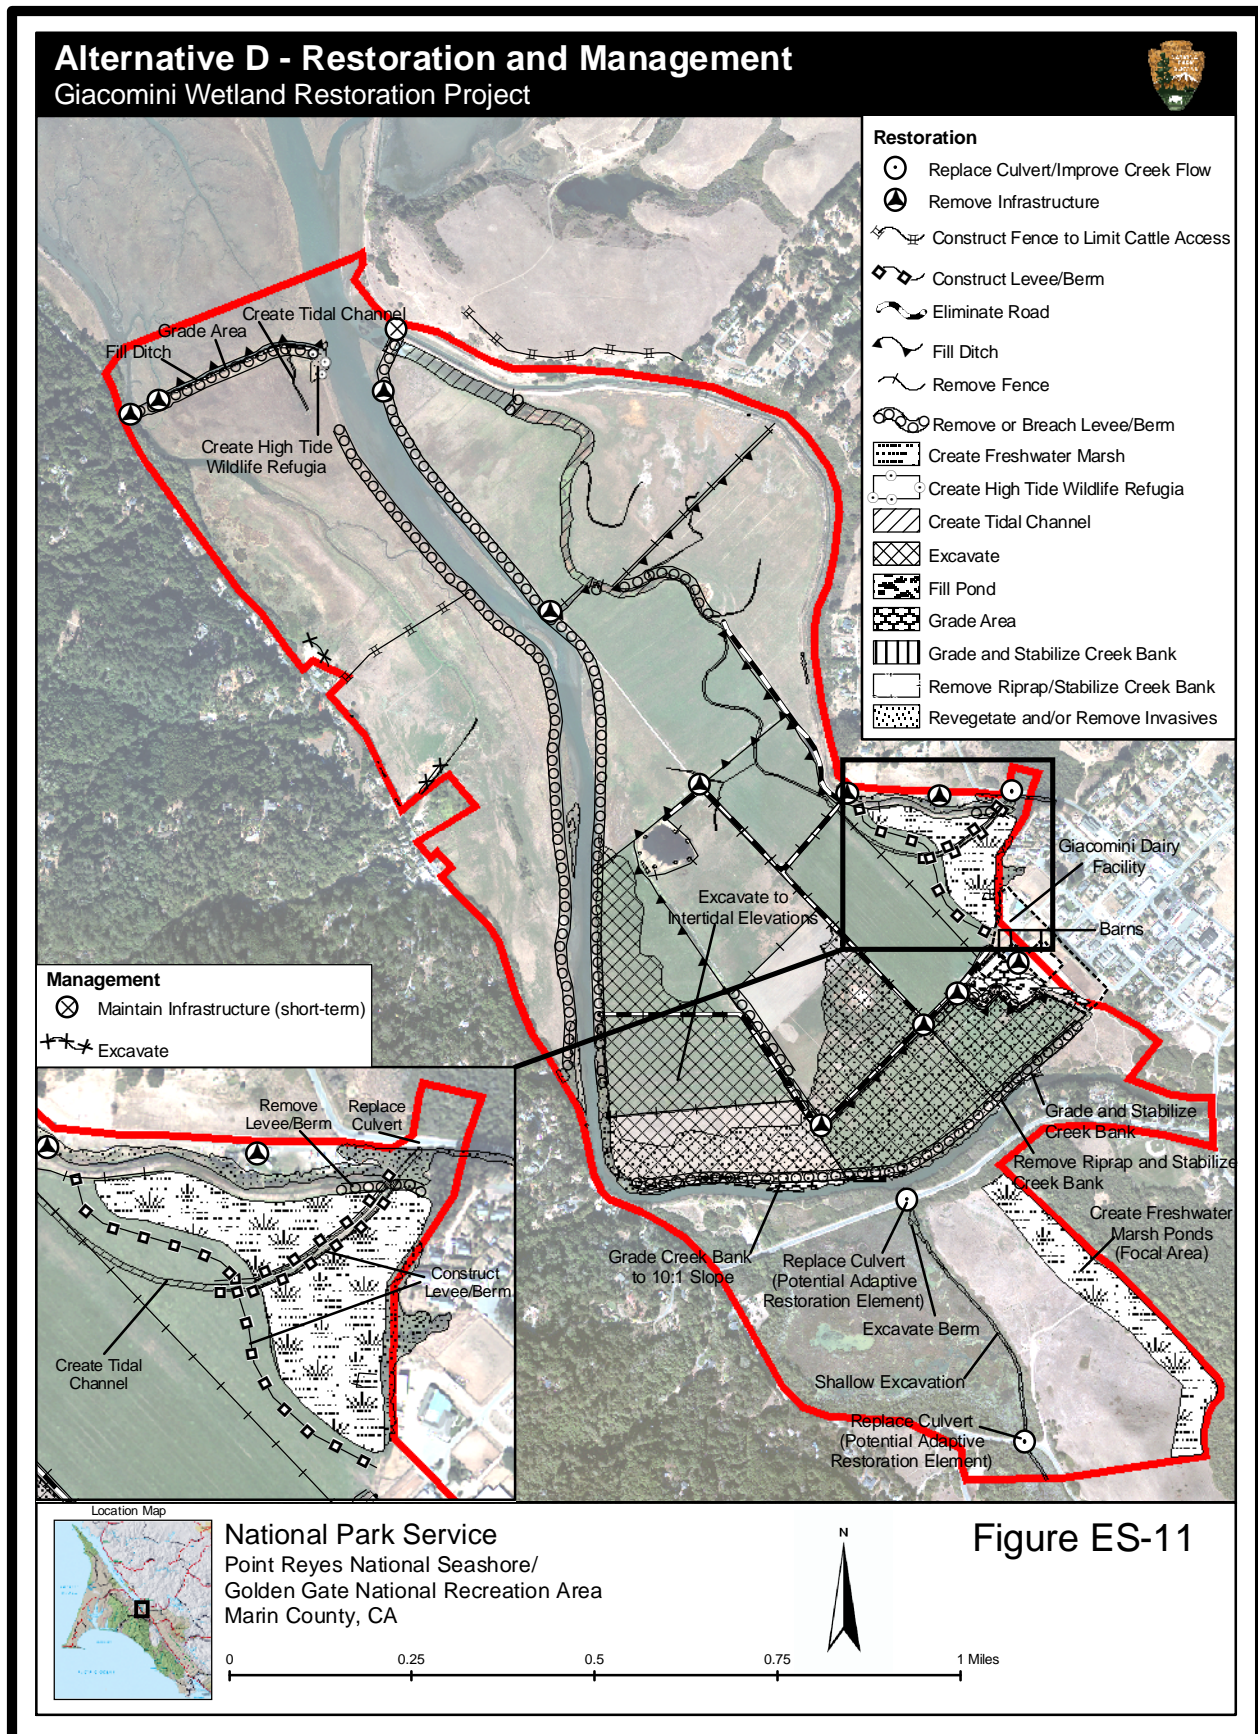 Alternative D - Restoration and Management
Giacomini Wetland Restoration Project
Restoration
Replace Culvert/Improve Creek Flow
Remove Infrastructure
Construct Fence to Limit Cattle Access
Construct Levee/Berm
Eliminate Road
Fill Ditch
Remove Fence
Remove or Breach Levee/Berm
Create Freshwater Marsh
Create High Tide Wildlife Refugia
Create Tidal Channel
Excavate
Fill Pond
Grade Area
Grade and Stabilize Creek Bank
Remove Riprap/Stabilize Creek Bank
Revegetate and/or Remove Invasives
Create Tidal Channel
Grade Area
Fill Ditch
Create High Tide
Wildlife Refugia
Giacomini Dairy
Facility
Barns
Excavate to
Intertidal Elevations
Grade and Stabilize
Creek Bank
Remove Riprap and Stabilize
Creek Bank
Create Freshwater
Marsh Ponds
(Focal Area)
Grade Creek Bank
to 10:1 Slope
Replace Culvert
(Potential Adaptive
Restoration Element)
Excavate Berm
Shallow Excavation
Replace Culvert
(Potential Adaptive
Restoration Element)
Management
Maintain Infrastructure (short-term)
Excavate
Remove
Levee/Berm
Replace
Culvert
Construct
Levee/Berm
Create Tidal
Channel
Location Map
National Park Service
Point Reyes National Seashore/
Golden Gate National Recreation Area
Marin County, CA
N
Figure ES-11
0 0.25 0.5 0.75 1 Miles